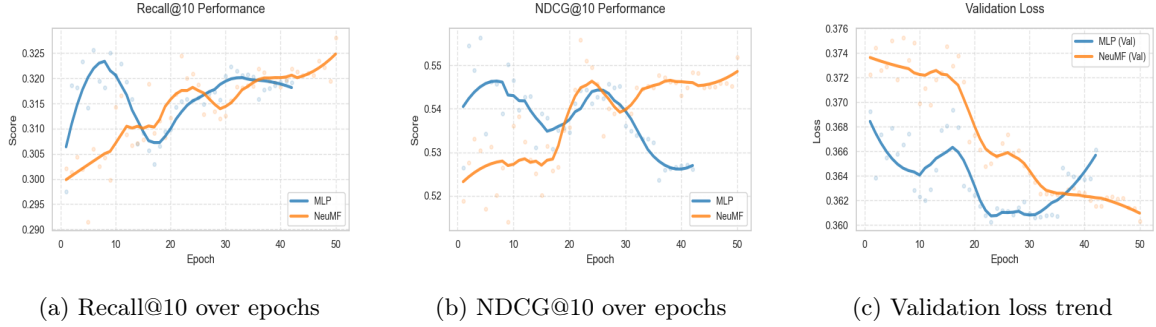 Recall@10 Performance
Score
0.325
0.320
0.315
0.310
0.305
0.300
0.295
0.290
0 10 20 30 40 50
Epoch
MLP
NeuMF
(a) Recall@10 over epochs
NDCG@10 Performance
Score
0.55
0.54
0.53
0.52
0 10 20 30 40 50
Epoch
MLP
NeuMF
(b) NDCG@10 over epochs
Validation Loss
Loss
0.376
0.374
0.372
0.370
0.368
0.366
0.364
0.362
0.360
0 10 20 30 40 50
Epoch
MLP (Val)
NeuMF (Val)
(c) Validation loss trend